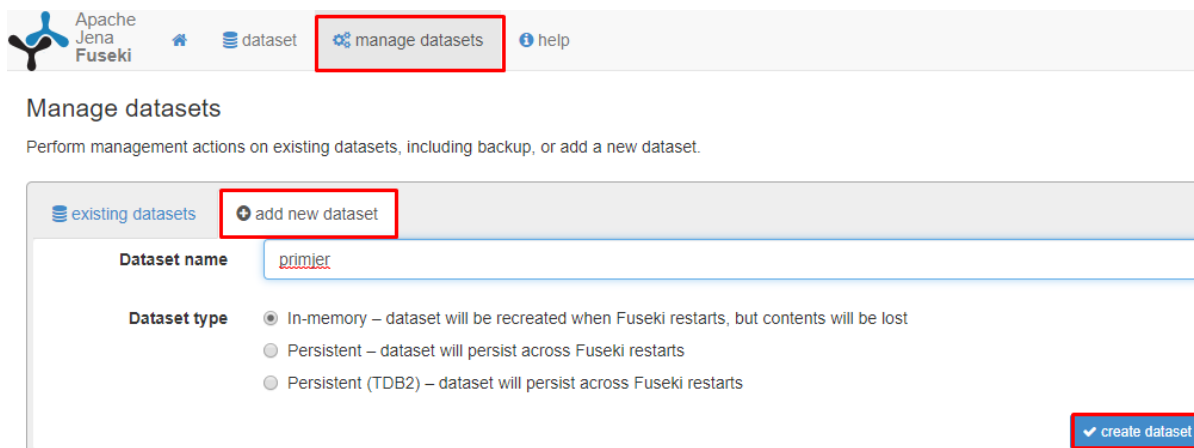 Apache
Jena
Fuseki
dataset
manage datasets
help
Manage datasets
Perform management actions on existing datasets, including backup, or add a new dataset.
existing datasets
add new dataset
Dataset name
primjer
Dataset type
In-memory – dataset will be recreated when Fuseki restarts, but contents will be lost
Persistent – dataset will persist across Fuseki restarts
Persistent (TDB2) – dataset will persist across Fuseki restarts
create dataset